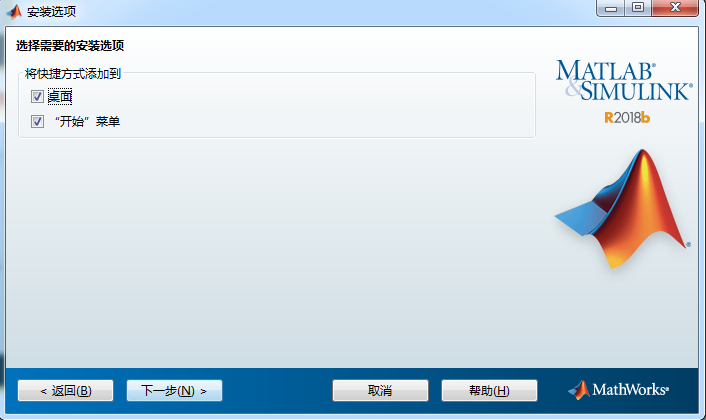 安装选项
选择需要的安装选项
将快捷方式添加到
桌面
“开始”菜单
MATLAB®
&SIMULINK®
R2018b
®
< 返回(B)
下一步(N) >
取消
帮助(H)
MathWorks®